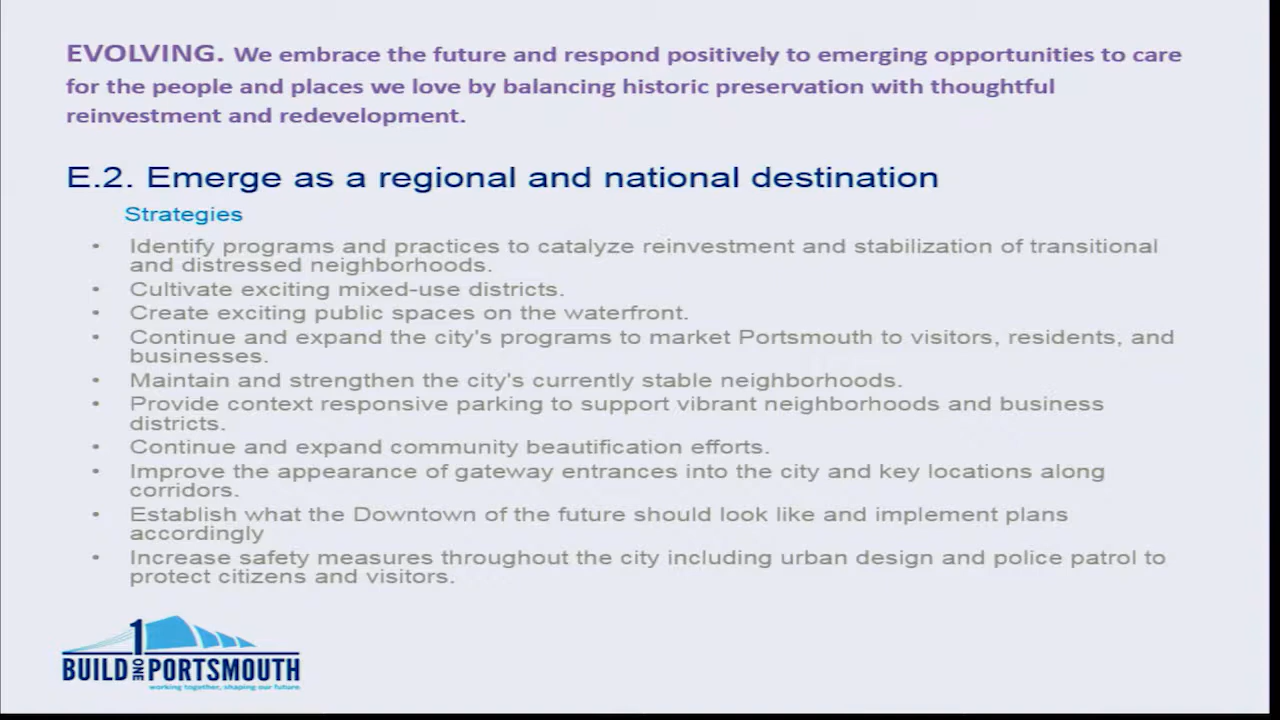 EVOLVING. We embrace the future and respond positively to emerging opportunities to care
for the people and places we love by balancing historic preservation with thoughtful
reinvestment and redevelopment.
E.2. Emerge as a regional and national destination
Strategies
• Identify programs and practices to catalyze reinvestment and stabilization of transitional
and distressed neighborhoods.
• Cultivate exciting mixed-use districts.
• Create exciting public spaces on the waterfront.
• Continue and expand the city's programs to market Portsmouth to visitors, residents, and
businesses.
• Maintain and strengthen the city's currently stable neighborhoods.
• Provide context responsive parking to support vibrant neighborhoods and business
districts.
• Continue and expand community beautification efforts.
• Improve the appearance of gateway entrances into the city and key locations along
corridors.
• Establish what the Downtown of the future should look like and implement plans
accordingly
• Increase safety measures throughout the city including urban design and police patrol to
protect citizens and visitors.
BUILD 1 ONE PORTSMOUTH
working together, shaping our future